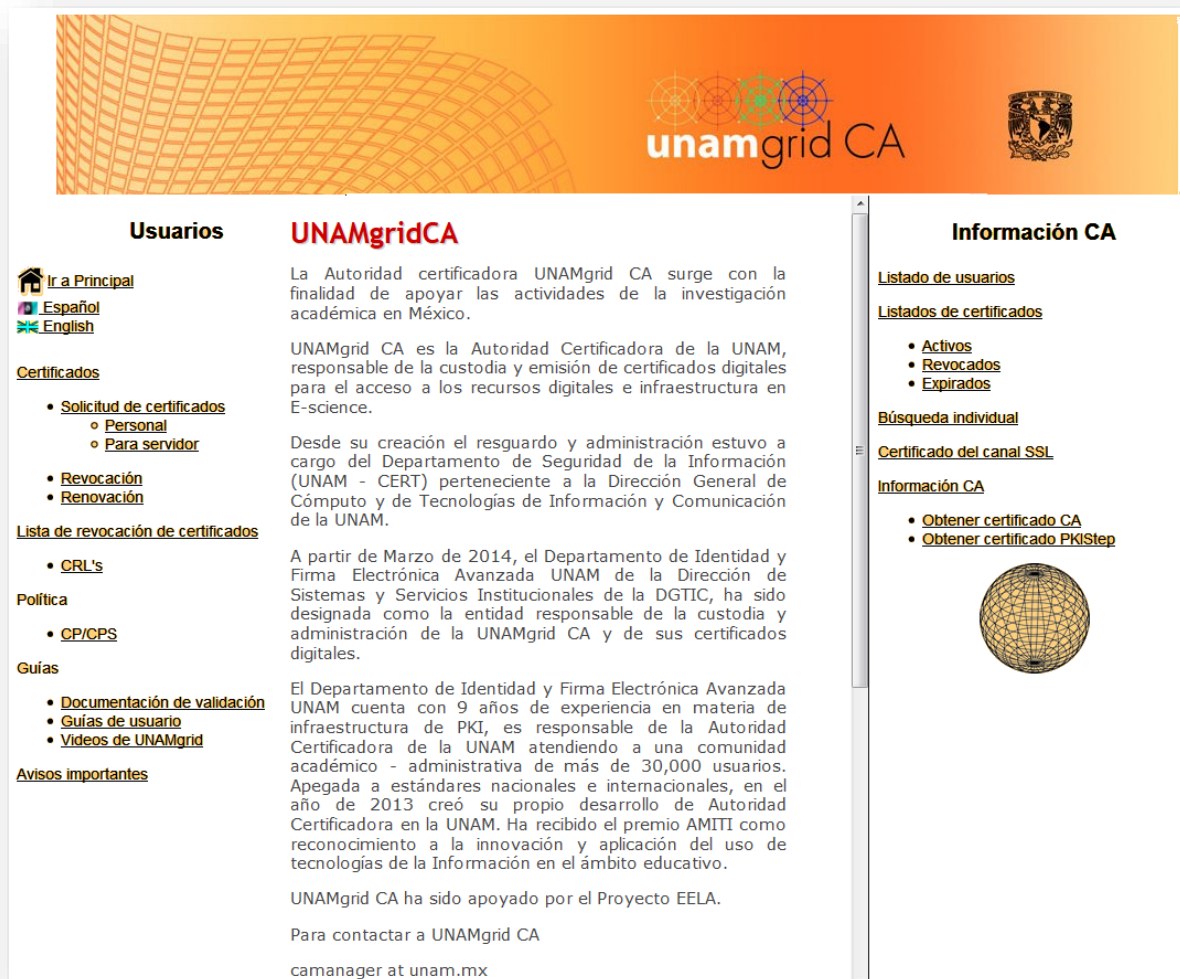 unamgrid CA
Usuarios
Ir a Principal
Español
English
Certificados
Solicitud de certificados
Personal
Para servidor
Revocación
Renovación
Lista de revocación de certificados
CRL's
Política
CP/CPS
Guías
Documentación de validación
Guías de usuario
Videos de UNAMgrid
Avisos importantes
UNAMgridCA
La Autoridad certificadora UNAMgrid CA surge con la
finalidad de apoyar las actividades de la investigación
académica en México.
UNAMgrid CA es la Autoridad Certificadora de la UNAM,
responsable de la custodia y emisión de certificados digitales
para el acceso a los recursos digitales e infraestructura en
E-science.
Desde su creación el resguardo y administración estuvo a
cargo del Departamento de Seguridad de la Información
(UNAM - CERT) perteneciente a la Dirección General de
Cómputo y de Tecnologías de Información y Comunicación
de la UNAM.
A partir de Marzo de 2014, el Departamento de Identidad y
Firma Electrónica Avanzada UNAM de la Dirección de
Sistemas y Servicios Institucionales de la DGTIC, ha sido
designada como la entidad responsable de la custodia y
administración de la UNAMgrid CA y de sus certificados
digitales.
El Departamento de Identidad y Firma Electrónica Avanzada
UNAM cuenta con 9 años de experiencia en materia de
infraestructura de PKI, es responsable de la Autoridad
Certificadora de la UNAM atendiendo a una comunidad
académico - administrativa de más de 30,000 usuarios.
Apegada a estándares nacionales e internacionales, en el
año de 2013 creó su propio desarrollo de Autoridad
Certificadora en la UNAM. Ha recibido el premio AMITI como
reconocimiento a la innovación y aplicación del uso de
tecnologías de la Información en el ámbito educativo.
UNAMgrid CA ha sido apoyado por el Proyecto EELA.
Para contactar a UNAMgrid CA
camanager at unam.mx
Información CA
Listado de usuarios
Listados de certificados
Activos
Revocados
Expirados
Búsqueda individual
Certificado del canal SSL
Información CA
Obtener certificado CA
Obtener certificado PKIStep